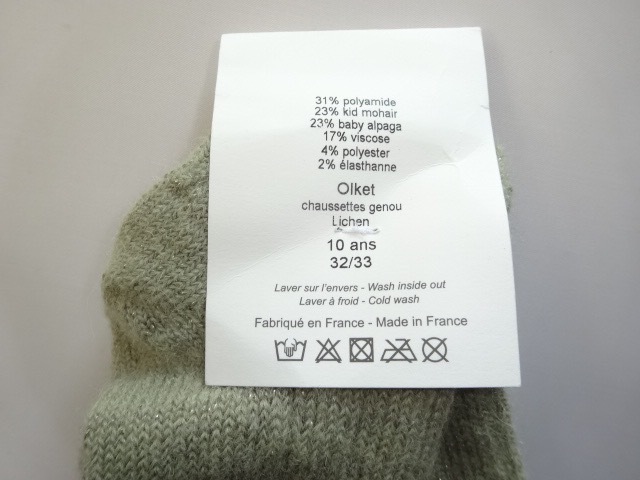 31% polyamide
23% kid mohair
23% baby alpaga
17% viscose
4% polyester
2% élasthanne
Olket
chaussettes genou
Lichen
10 ans
32/33
Laver sur l'envers - Wash inside out
Laver à froid - Cold wash
Fabriqué en France - Made in France